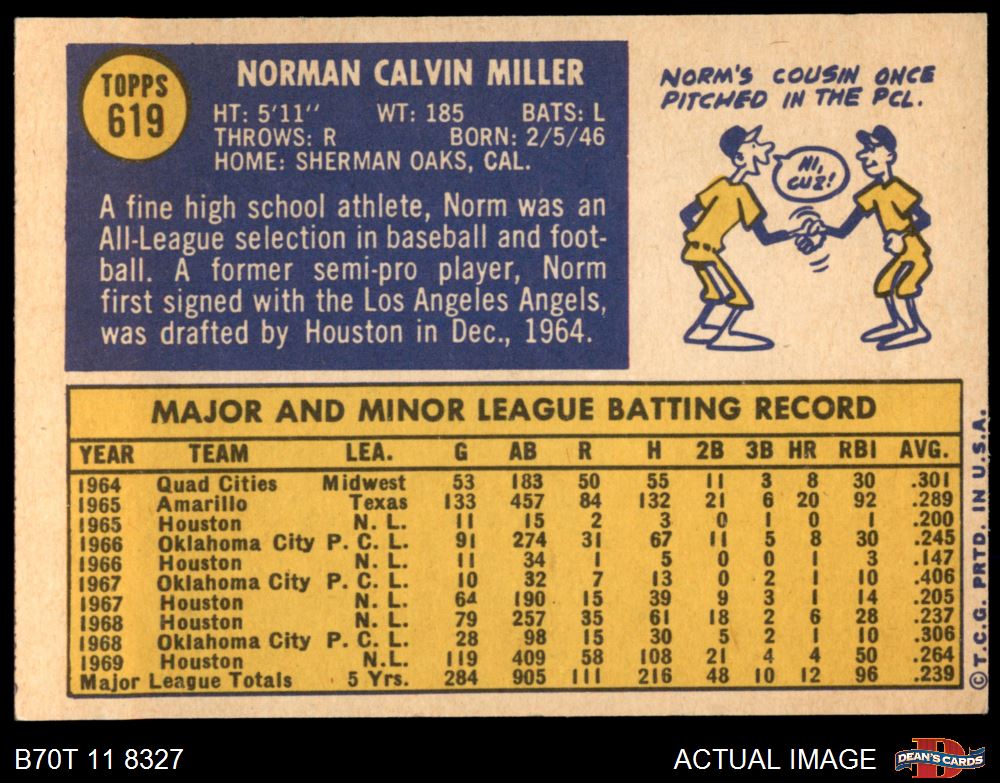 TOPPS
619
NORMAN CALVIN MILLER
HT: 5'11'' WT: 185 BATS: L
THROWS: R BORN: 2/5/46
HOME: SHERMAN OAKS, CAL.
A fine high school athlete, Norm was an
All-League selection in baseball and foot-
ball. A former semi-pro player, Norm
first signed with the Los Angeles Angels,
was drafted by Houston in Dec., 1964.
NORM'S COUSIN ONCE
PITCHED IN THE PCL.
HI,
CUZ!
MAJOR AND MINOR LEAGUE BATTING RECORD
YEAR TEAM LEA. G AB R H 2B 3B HR RBI AVG.
1964 Quad Cities Midwest 53 183 50 55 11 3 8 30 .301
1965 Amarillo Texas 133 457 84 132 21 6 20 92 .289
1965 Houston N. L. 11 15 2 3 0 1 0 1 .200
1966 Oklahoma City P. C. L. 91 274 31 67 11 5 8 30 .245
1966 Houston N. L. 11 34 1 5 0 0 1 3 .147
1967 Oklahoma City P. C. L. 10 32 7 13 0 2 1 10 .406
1967 Houston N. L. 64 190 15 39 9 3 1 14 .205
1968 Houston N. L. 79 257 35 61 18 2 6 28 .237
1968 Oklahoma City P. C. L. 28 98 15 30 5 2 1 10 .306
1969 Houston N.L. 119 409 58 108 21 4 4 50 .264
Major League Totals 5 Yrs. 284 905 111 216 48 10 12 96 .239
© T.C.G. PRTD. IN U.S.A.
B70T 11 8327
ACTUAL IMAGE
D
DEAN'S CARDS